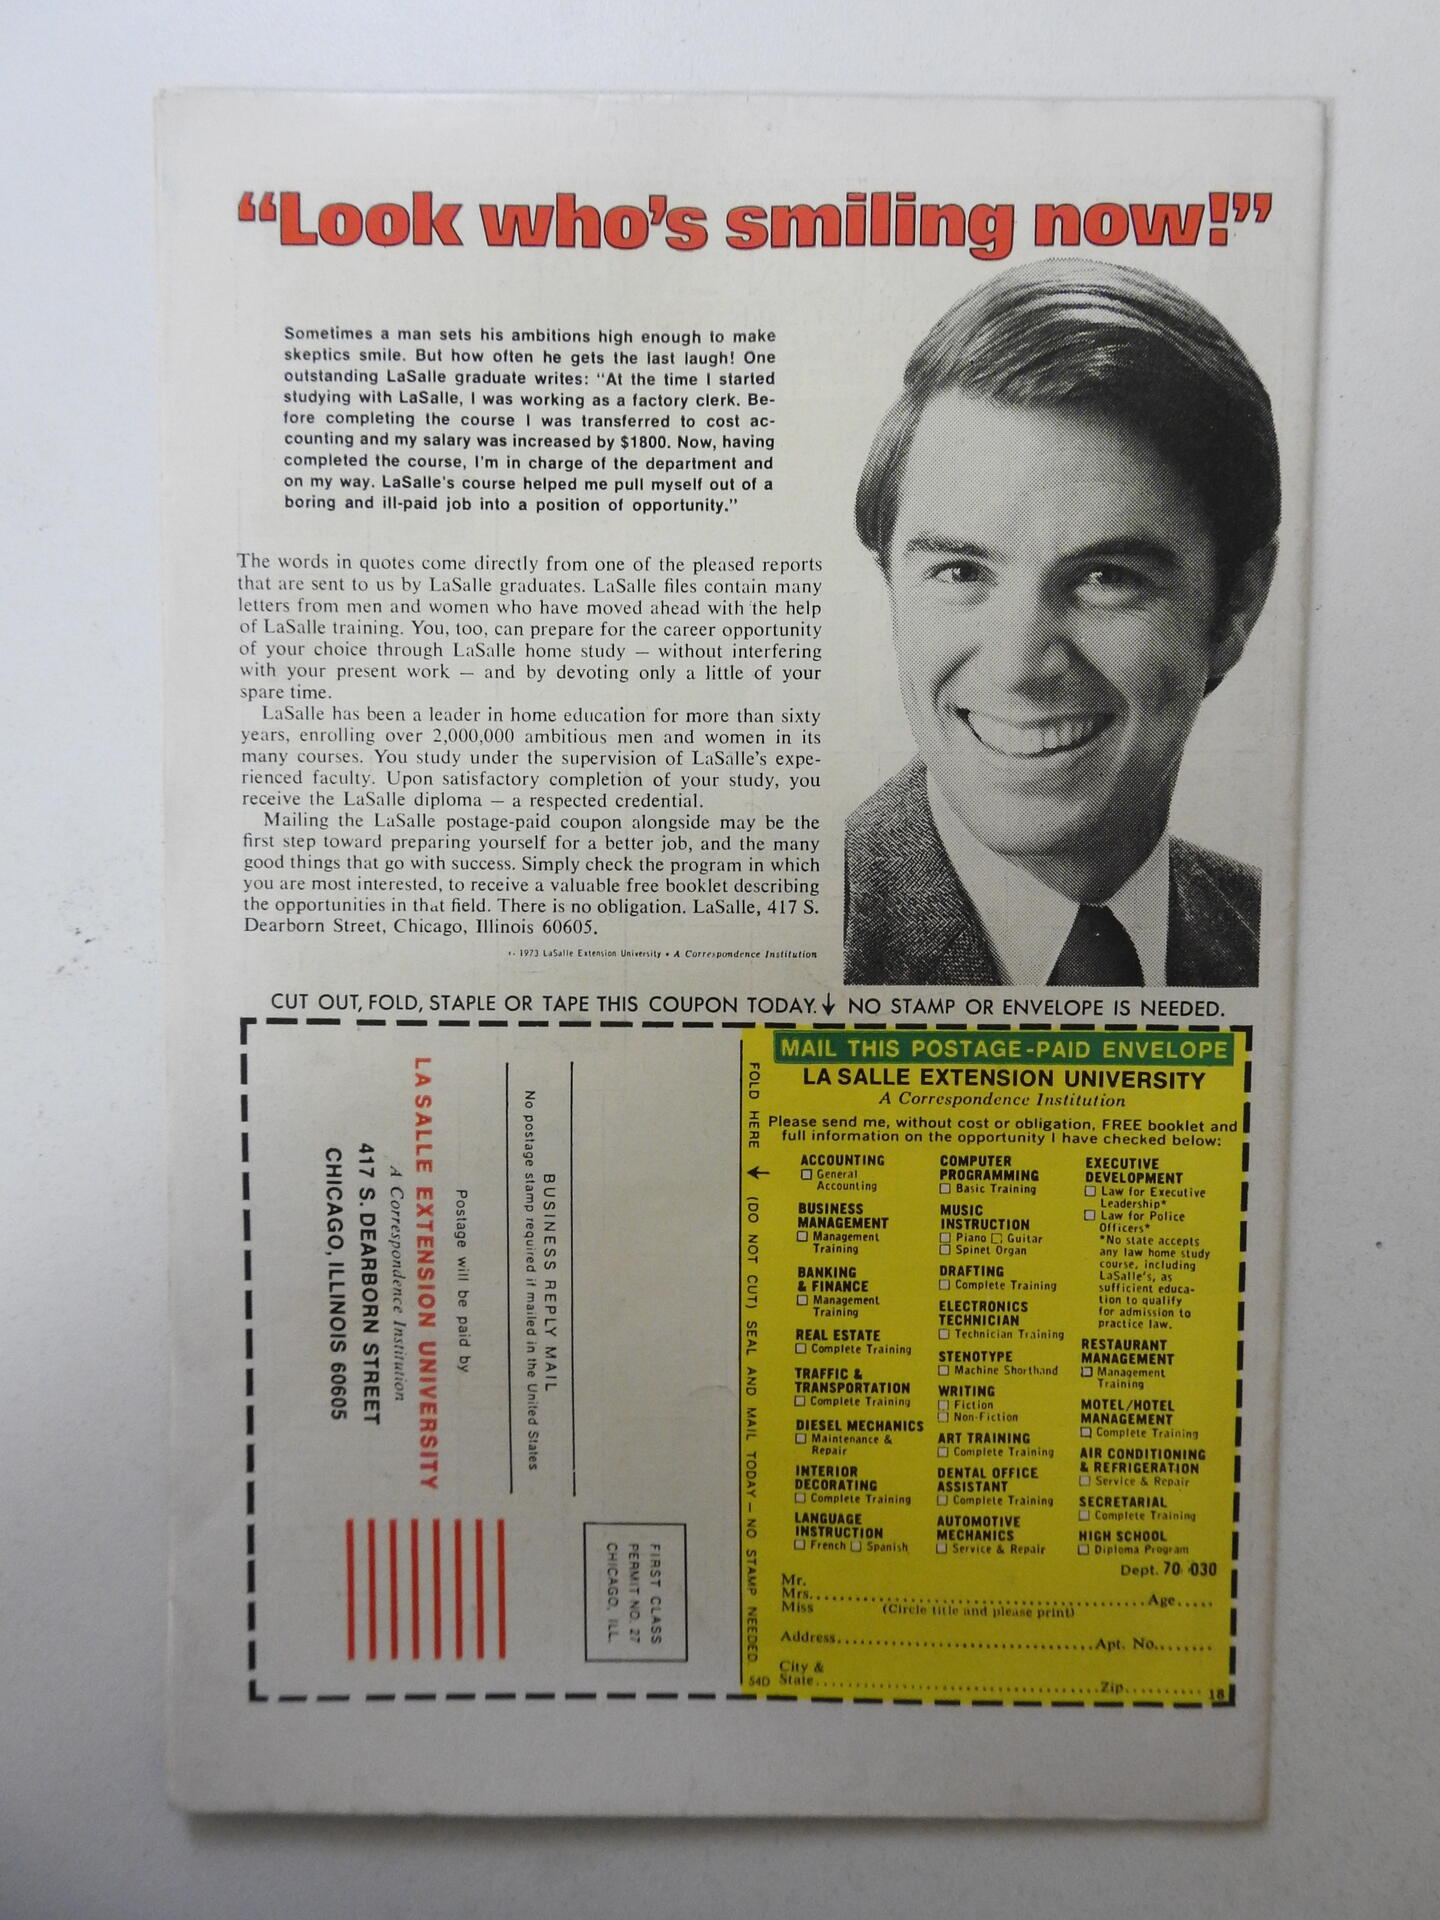 “Look who’s smiling now!”
Sometimes a man sets his ambitions high enough to make
skeptics smile. But how often he gets the last laugh! One
outstanding LaSalle graduate writes: “At the time I started
studying with LaSalle, I was working as a factory clerk. Be-
fore completing the course I was transferred to cost ac-
counting and my salary was increased by $1800. Now, having
completed the course, I'm in charge of the department and
on my way. LaSalle's course helped me pull myself out of a
boring and ill-paid job into a position of opportunity.”
The words in quotes come directly from one of the pleased reports
that are sent to us by LaSalle graduates. LaSalle files contain many
letters from men and women who have moved ahead with the help
of LaSalle training. You, too, can prepare for the career opportunity
of your choice through LaSalle home study — without interfering
with your present work — and by devoting only a little of your
spare time.
LaSalle has been a leader in home education for more than sixty
years, enrolling over 2,000,000 ambitious men and women in its
many courses. You study under the supervision of LaSalle's expe-
rienced faculty. Upon satisfactory completion of your study, you
receive the LaSalle diploma — a respected credential.
Mailing the LaSalle postage-paid coupon alongside may be the
first step toward preparing yourself for a better job, and the many
good things that go with success. Simply check the program in which
you are most interested, to receive a valuable free booklet describing
the opportunities in that field. There is no obligation. LaSalle, 417 S.
Dearborn Street, Chicago, Illinois 60605.
1973 LaSalle Extension University • A Correspondence Institution
CUT OUT, FOLD, STAPLE OR TAPE THIS COUPON TODAY.↓ NO STAMP OR ENVELOPE IS NEEDED.
FIRST CLASS
PERMIT NO. 27
CHICAGO, ILL.
BUSINESS REPLY MAIL
No postage stamp required if mailed in the United States
Postage will be paid by
LA SALLE EXTENSION UNIVERSITY
A Correspondence Institution
417 S. DEARBORN STREET
CHICAGO, ILLINOIS 60605
FOLD HERE ← (DO NOT CUT) SEAL AND MAIL TODAY — NO STAMP NEEDED.
54D
MAIL THIS POSTAGE-PAID ENVELOPE
LA SALLE EXTENSION UNIVERSITY
A Correspondence Institution
Please send me, without cost or obligation, FREE booklet and
full information on the opportunity I have checked below:
ACCOUNTING
☐ General
Accounting
BUSINESS
MANAGEMENT
☐ Management
Training
BANKING
& FINANCE
☐ Management
Training
REAL ESTATE
☐ Complete Training
TRAFFIC &
TRANSPORTATION
☐ Complete Training
DIESEL MECHANICS
☐ Maintenance &
Repair
INTERIOR
DECORATING
☐ Complete Training
LANGUAGE
INSTRUCTION
☐ French ☐ Spanish
COMPUTER
PROGRAMMING
☐ Basic Training
MUSIC
INSTRUCTION
☐ Piano ☐ Guitar
☐ Spinet Organ
DRAFTING
☐ Complete Training
ELECTRONICS
TECHNICIAN
☐ Technician Training
STENOTYPE
☐ Machine Shorthand
WRITING
☐ Fiction
☐ Non-Fiction
ART TRAINING
☐ Complete Training
DENTAL OFFICE
ASSISTANT
☐ Complete Training
AUTOMOTIVE
MECHANICS
☐ Service & Repair
EXECUTIVE
DEVELOPMENT
☐ Law for Executive
Leadership*
☐ Law for Police
Officers*
*No state accepts
any law home study
course, including
LaSalle's, as
sufficient educa-
tion to qualify
for admission to
practice law.
RESTAURANT
MANAGEMENT
☐ Management
Training
MOTEL/HOTEL
MANAGEMENT
☐ Complete Training
AIR CONDITIONING
& REFRIGERATION
☐ Service & Repair
SECRETARIAL
☐ Complete Training
HIGH SCHOOL
☐ Diploma Program
Dept. 70-030
Mr.
Mrs. Age
Miss (Circle title and please print)
Address Apt. No.
City &
State Zip
18